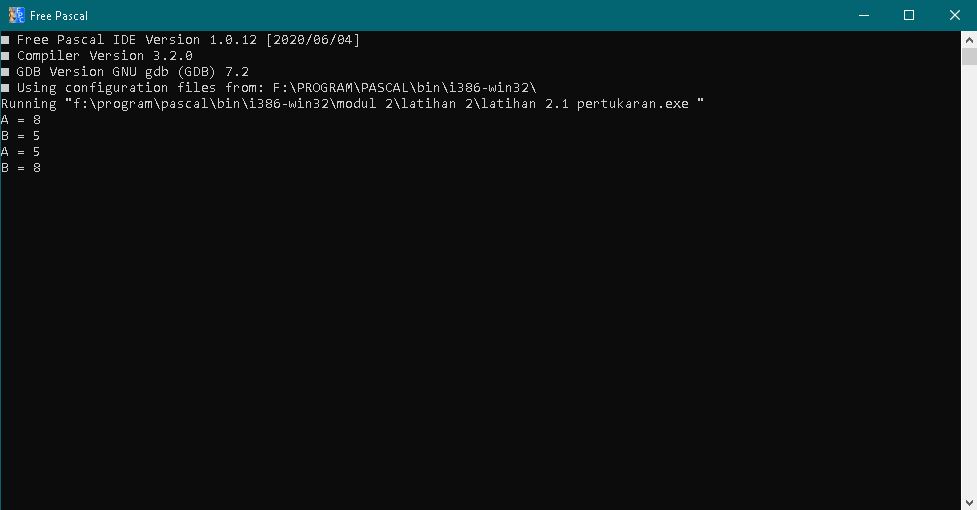 Free Pascal
■ Free Pascal IDE Version 1.0.12 [2020/06/04]
■ Compiler Version 3.2.0
■ GDB Version GNU gdb (GDB) 7.2
■ Using configuration files from: F:\PROGRAM\PASCAL\bin\i386-win32\
Running "f:\program\pascal\bin\i386-win32\modul 2\latihan 2\latihan 2.1 pertukaran.exe "
A = 8
B = 5
A = 5
B = 8